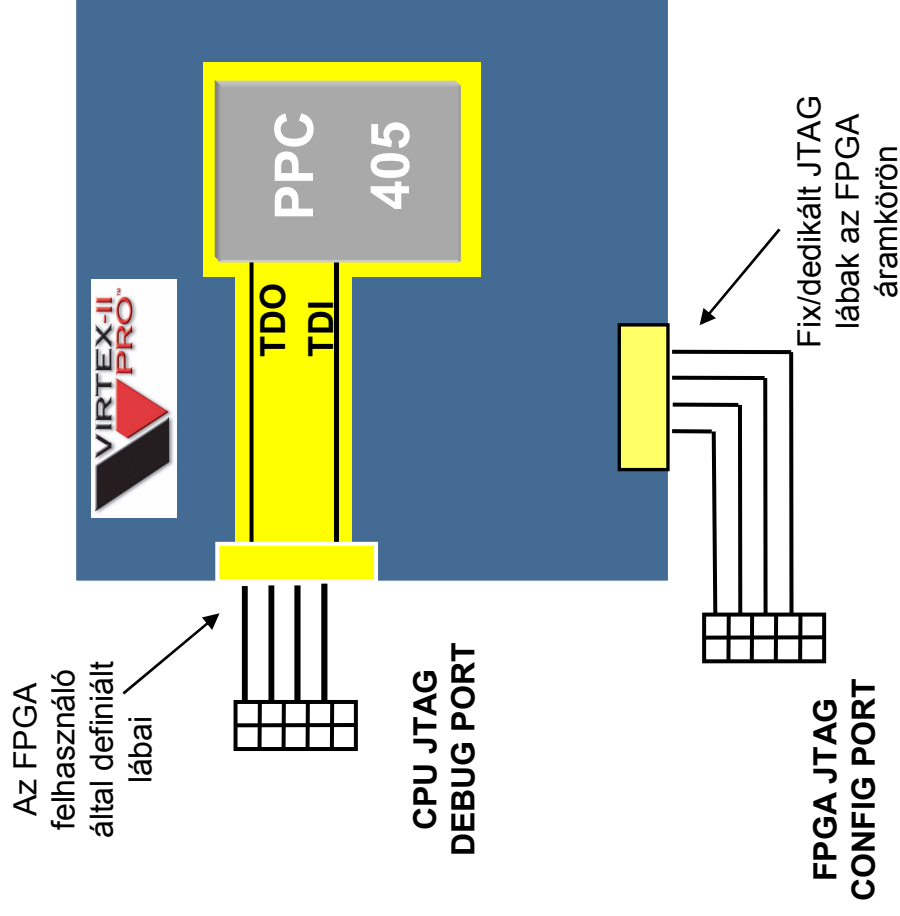 Az FPGA
felhasználó
által definiált
lábai
CPU JTAG
DEBUG PORT
FPGA JTAG
CONFIG PORT
VIRTEX-II
PRO™
TDO
TDI
PPC
405
Fix/dedikált JTAG
lábak az FPGA
áramkörön